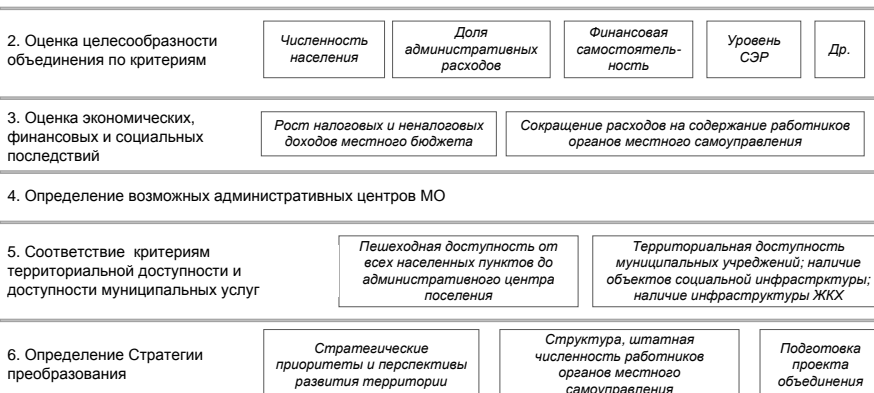 2. Оценка целесообразности
объединения по критериям
Численность
населения
Доля
административных
расходов
Финансовая
самостоятель-
ность
Уровень
СЭР
Др.
3. Оценка экономических,
финансовых и социальных
последствий
Рост налоговых и неналоговых
доходов местного бюджета
Сокращение расходов на содержание работников
органов местного самоуправления
4. Определение возможных административных центров МО
5. Соответствие критериям
территориальной доступности и
доступности муниципальных услуг
Пешеходная доступность от
всех населенных пунктов до
административного центра
поселения
Территориальная доступность
муниципальных учреджений; наличие
объектов социальной инфрастрктуры;
наличие инфраструктуры ЖКХ
6. Определение Стратегии
преобразования
Стратегические
приоритеты и перспективы
развития территории
Структура, штатная
численность работников
органов местного
самоуправления
Подготовка
проекта
объединения